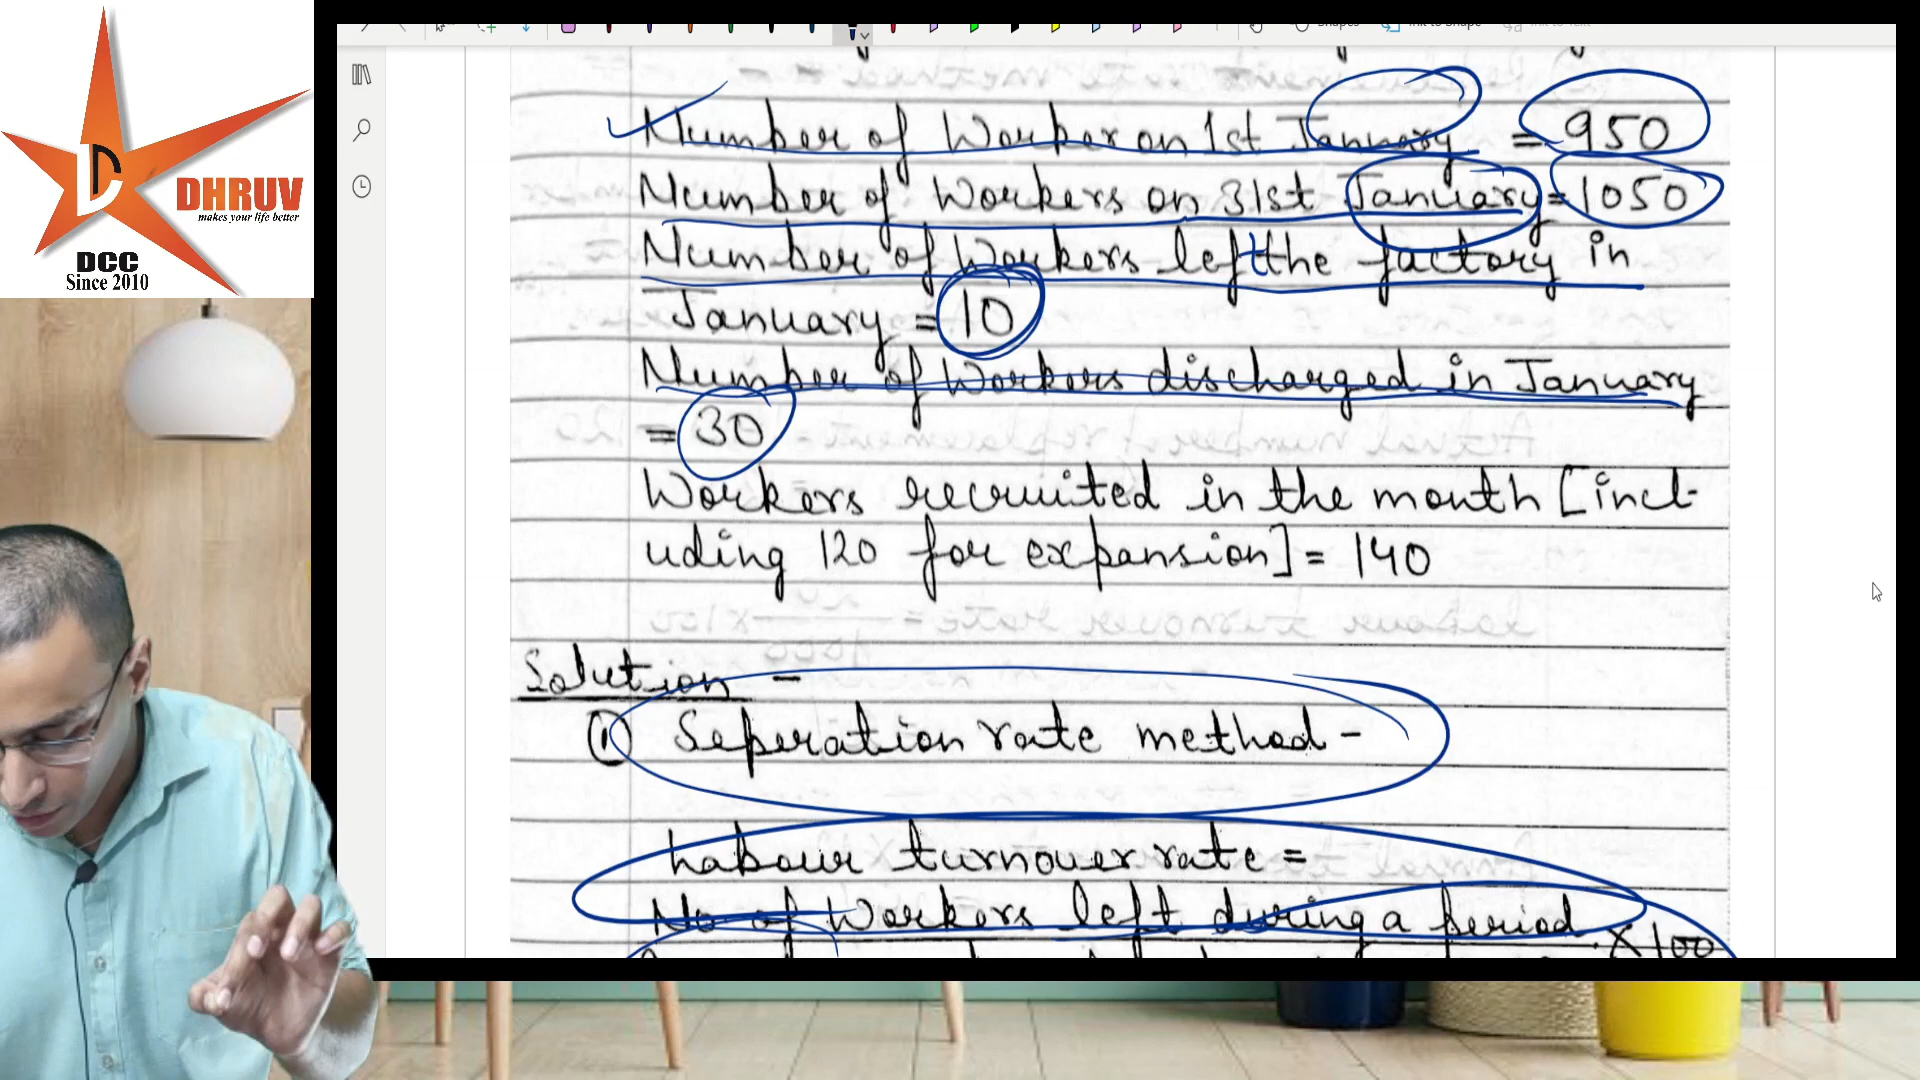 D
DHRUV
makes your life better
DCC
Since 2010
Number of Worker on 1st January = 950
Number of Workers on 31st January = 1050
Number of Workers left the factory in
January = 10
Number of Workers discharged in January
= 30
Workers recruited in the month [incl-
uding 120 for expansion] = 140
Solution -
① Seperation rate method -
Labour turnover rate =
No of Workers left during a period × 100